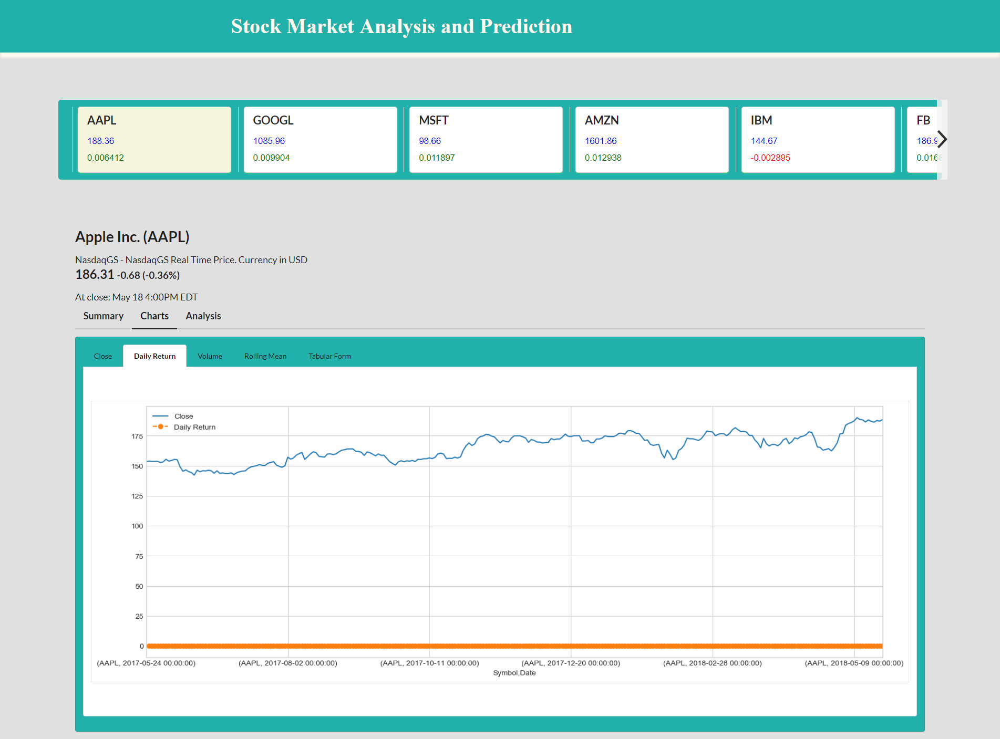 Stock Market Analysis and Prediction
AAPL
188.36
0.006412
GOOGL
1085.96
0.009904
MSFT
98.66
0.011897
AMZN
1601.86
0.012938
IBM
144.67
-0.002895
FB
186.9
0.016
Apple Inc. (AAPL)
NasdaqGS - NasdaqGS Real Time Price. Currency in USD
186.31 -0.68 (-0.36%)
At close: May 18 4:00PM EDT
Summary Charts Analysis
Close Daily Return Volume Rolling Mean Tabular Form
Close
Daily Return
175
150
125
100
75
50
25
0
(AAPL, 2017-05-24 00:00:00) (AAPL, 2017-08-02 00:00:00) (AAPL, 2017-10-11 00:00:00) (AAPL, 2017-12-20 00:00:00) (AAPL, 2018-02-28 00:00:00) (AAPL, 2018-05-09 00:00:00)
Symbol,Date